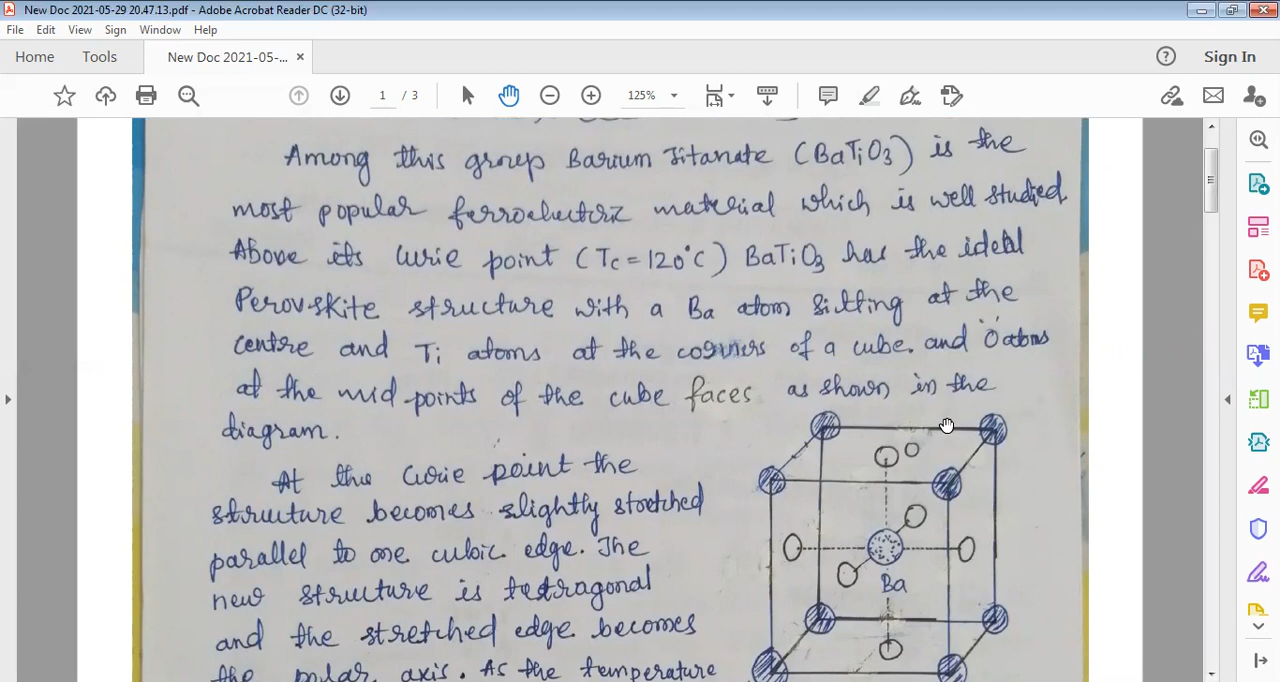 New Doc 2021-05-29 20.47.13.pdf - Adobe Acrobat Reader DC (32-bit)
File Edit View Sign Window Help
Home Tools New Doc 2021-05-... × Sign In
1 / 3 125%
Among this group Barium Titanate (BaTiO3) is the
most popular ferroelectric material which is well studied
Above its Curie point (Tc = 120°C) BaTiO3 has the ideal
Perovskite structure with a Ba atom sitting at the
centre and Ti atoms at the corners of a cube. and O atoms
at the mid-points of the cube faces as shown in the
diagram.
At the Curie point the
structure becomes slightly stretched
parallel to one cubic edge. The
new structure is tetragonal
and the stretched edge becomes
the polar axis. As the temperature
O
Ba